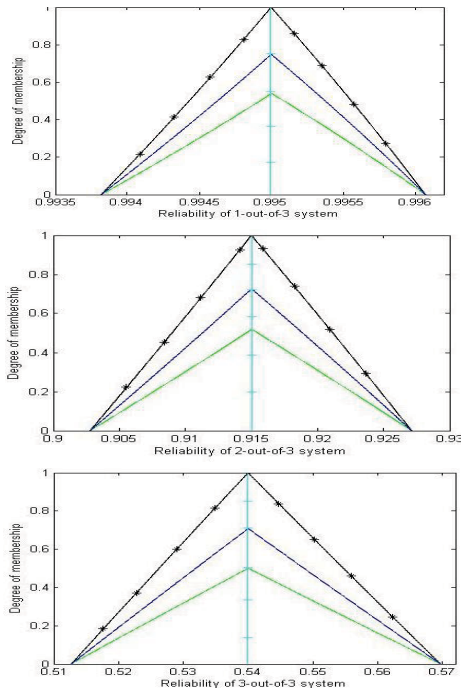 Degree of membership
1
0.8
0.6
0.4
0.2
0
0.9935 0.994 0.9945 0.995 0.9955 0.996
Reliability of 1-out-of-3 system
Degree of membership
1
0.8
0.6
0.4
0.2
0
0.9 0.905 0.91 0.915 0.92 0.925 0.93
Reliability of 2-out-of-3 system
Degree of membership
1
0.8
0.6
0.4
0.2
0
0.51 0.52 0.53 0.54 0.55 0.56 0.57
Reliability of 3-out-of-3 system